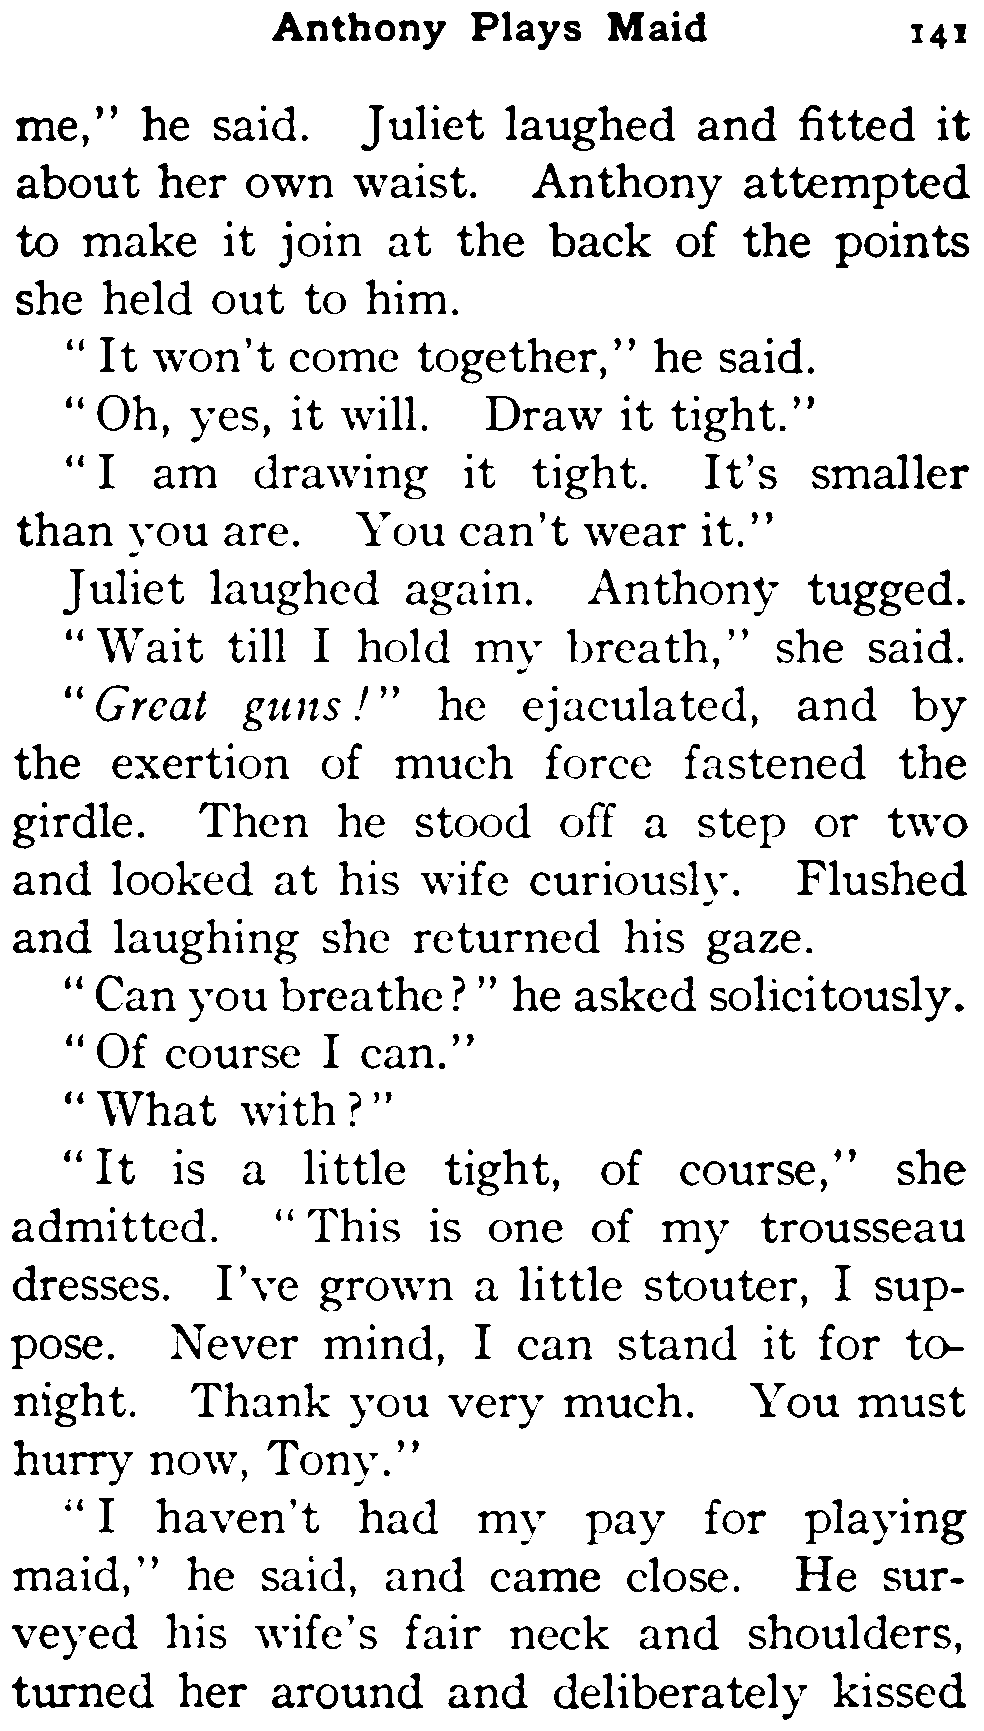 Anthony Plays Maid 141
me," he said. Juliet laughed and fitted it
about her own waist. Anthony attempted
to make it join at the back of the points
she held out to him.
"It won't come together," he said.
"Oh, yes, it will. Draw it tight."
"I am drawing it tight. It's smaller
than you are. You can't wear it."
Juliet laughed again. Anthony tugged.
"Wait till I hold my breath," she said.
"Great guns!" he ejaculated, and by
the exertion of much force fastened the
girdle. Then he stood off a step or two
and looked at his wife curiously. Flushed
and laughing she returned his gaze.
"Can you breathe?" he asked solicitously.
"Of course I can."
"What with?"
"It is a little tight, of course," she
admitted. "This is one of my trousseau
dresses. I've grown a little stouter, I sup-
pose. Never mind, I can stand it for to-
night. Thank you very much. You must
hurry now, Tony."
"I haven't had my pay for playing
maid," he said, and came close. He sur-
veyed his wife's fair neck and shoulders,
turned her around and deliberately kissed